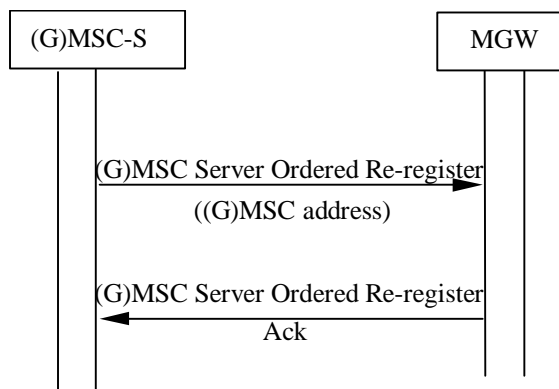 (G)MSC-S
MGW
(G)MSC Server Ordered Re-register
((G)MSC address)
(G)MSC Server Ordered Re-register
Ack